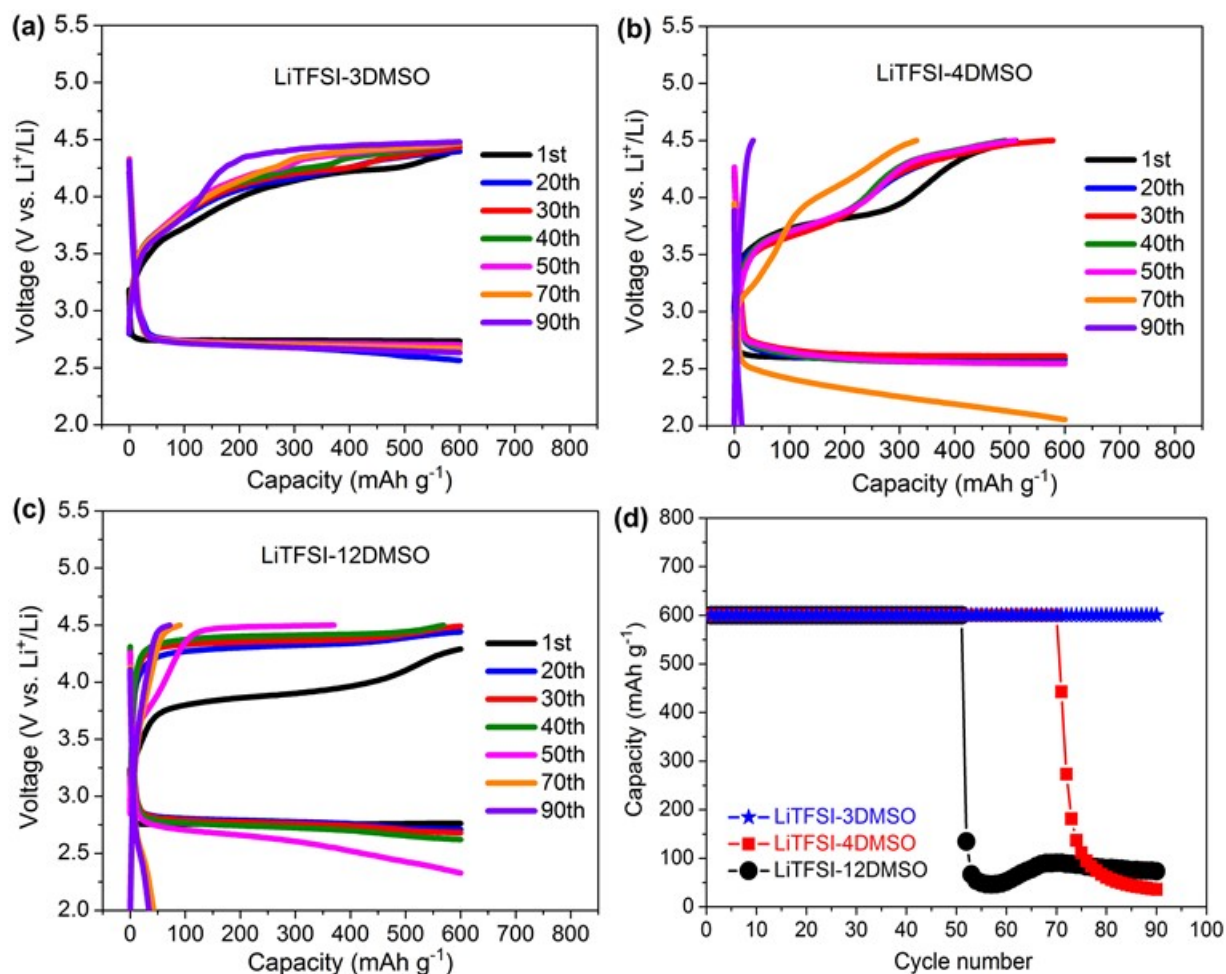 (a)
LiTFSI-3DMSO
5.5
5.0
4.5
4.0
3.5
3.0
2.5
2.0
Voltage (V vs. Li⁺/Li)
1st
20th
30th
40th
50th
70th
90th
0 100 200 300 400 500 600 700 800
Capacity (mAh g⁻¹)
(b)
LiTFSI-4DMSO
5.5
5.0
4.5
4.0
3.5
3.0
2.5
2.0
Voltage (V vs. Li⁺/Li)
1st
20th
30th
40th
50th
70th
90th
0 100 200 300 400 500 600 700 800
Capacity (mAh g⁻¹)
(c)
LiTFSI-12DMSO
5.5
5.0
4.5
4.0
3.5
3.0
2.5
2.0
Voltage (V vs. Li⁺/Li)
1st
20th
30th
40th
50th
70th
90th
0 100 200 300 400 500 600 700 800
Capacity (mAh g⁻¹)
(d)
800
700
600
500
400
300
200
100
0
Capacity (mAh g⁻¹)
LiTFSI-3DMSO
LiTFSI-4DMSO
LiTFSI-12DMSO
0 10 20 30 40 50 60 70 80 90 100
Cycle number